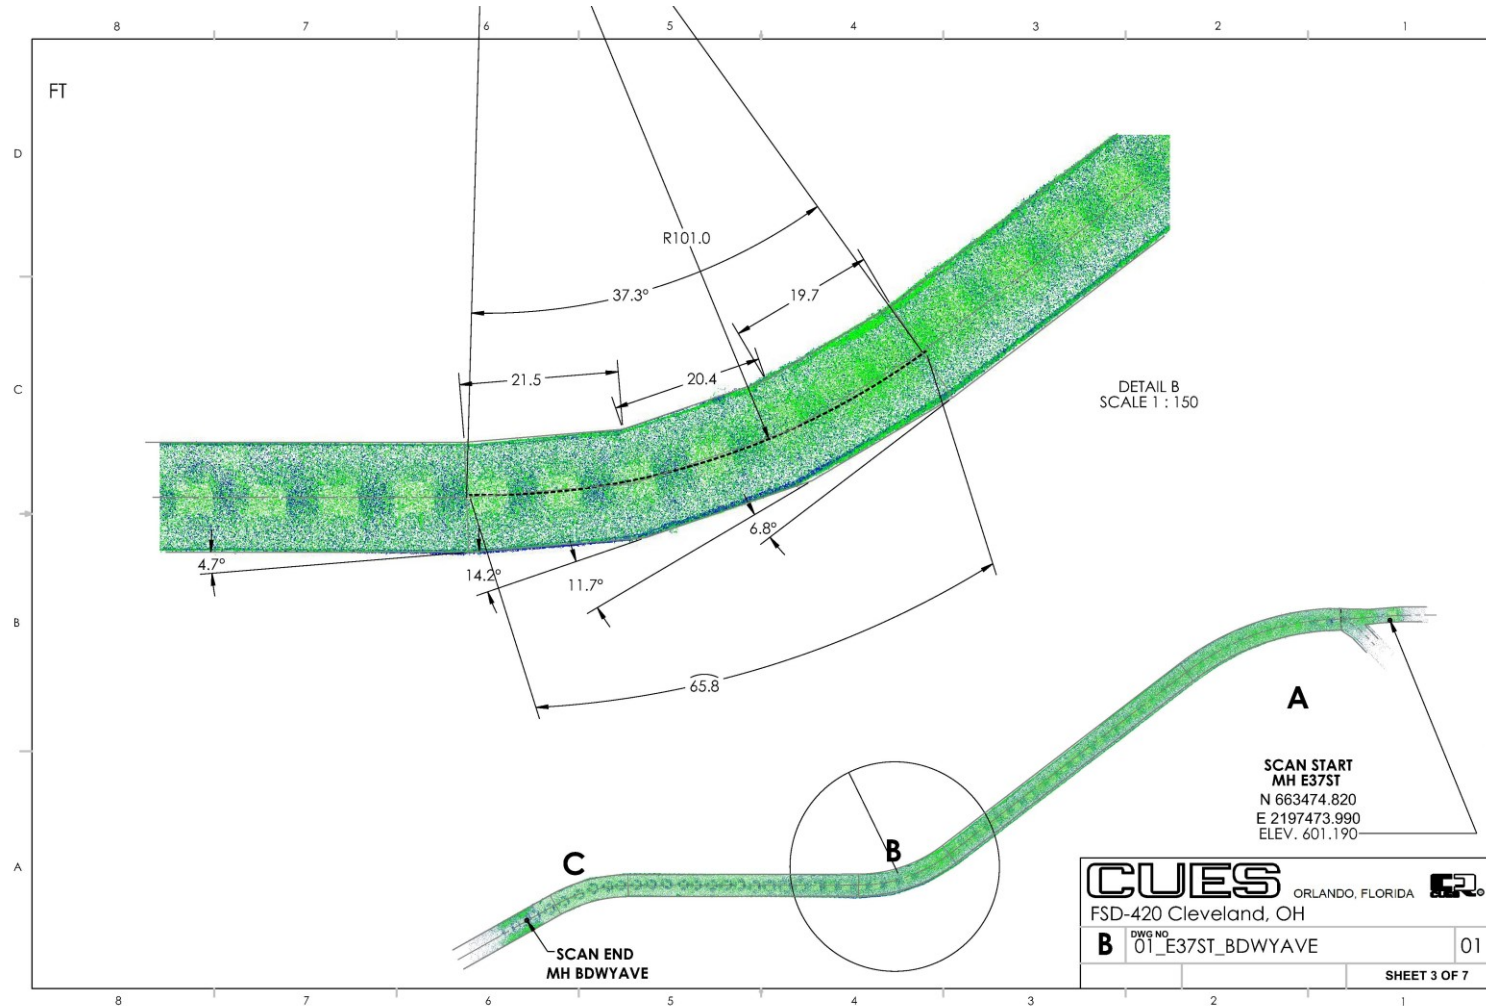 8 7 6 5 4 3 2 1
FT
D
C
B
A
R101.0
37.3°
19.7
21.5
20.4
DETAIL B
SCALE 1 : 150
4.7°
14.2°
11.7°
6.8°
65.8
A
B
C
SCAN START
MH E37ST
N 663474.820
E 2197473.990
ELEV. 601.190
SCAN END
MH BDWYAVE
CUES ORLANDO, FLORIDA
FSD-420 Cleveland, OH
B DWG NO 01_E37ST_BDWYAVE 01
SHEET 3 OF 7
8 7 6 5 4 3 2 1